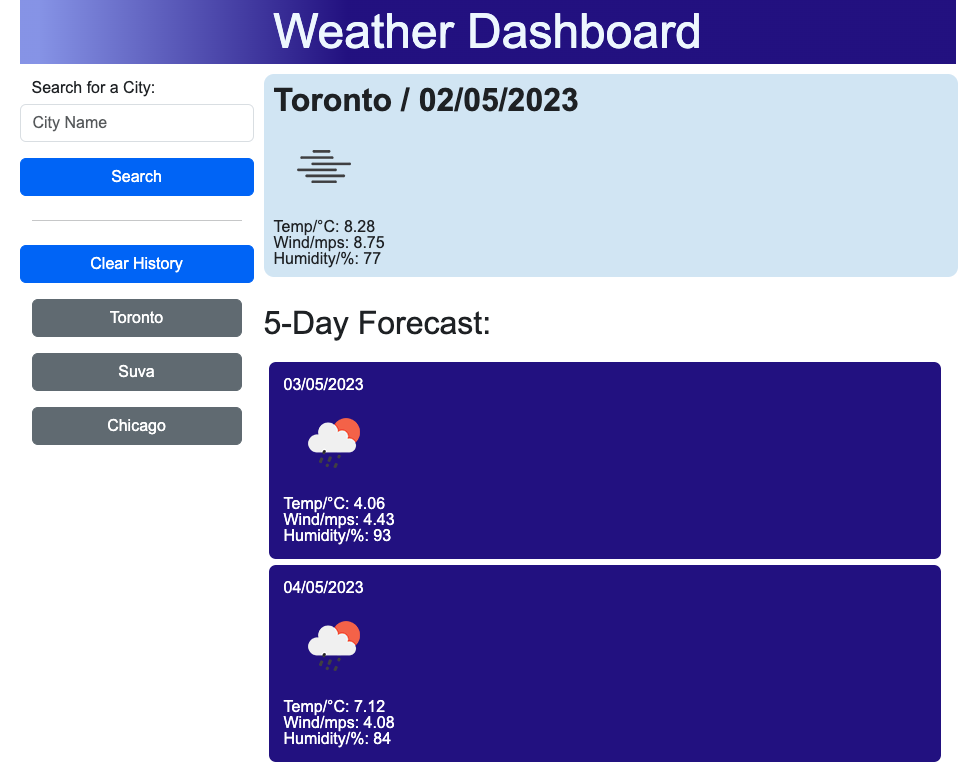 Weather Dashboard
Search for a City:
City Name
Search
Clear History
Toronto
Suva
Chicago
Toronto / 02/05/2023
Temp/°C: 8.28
Wind/mps: 8.75
Humidity/%: 77
5-Day Forecast:
03/05/2023
Temp/°C: 4.06
Wind/mps: 4.43
Humidity/%: 93
04/05/2023
Temp/°C: 7.12
Wind/mps: 4.08
Humidity/%: 84